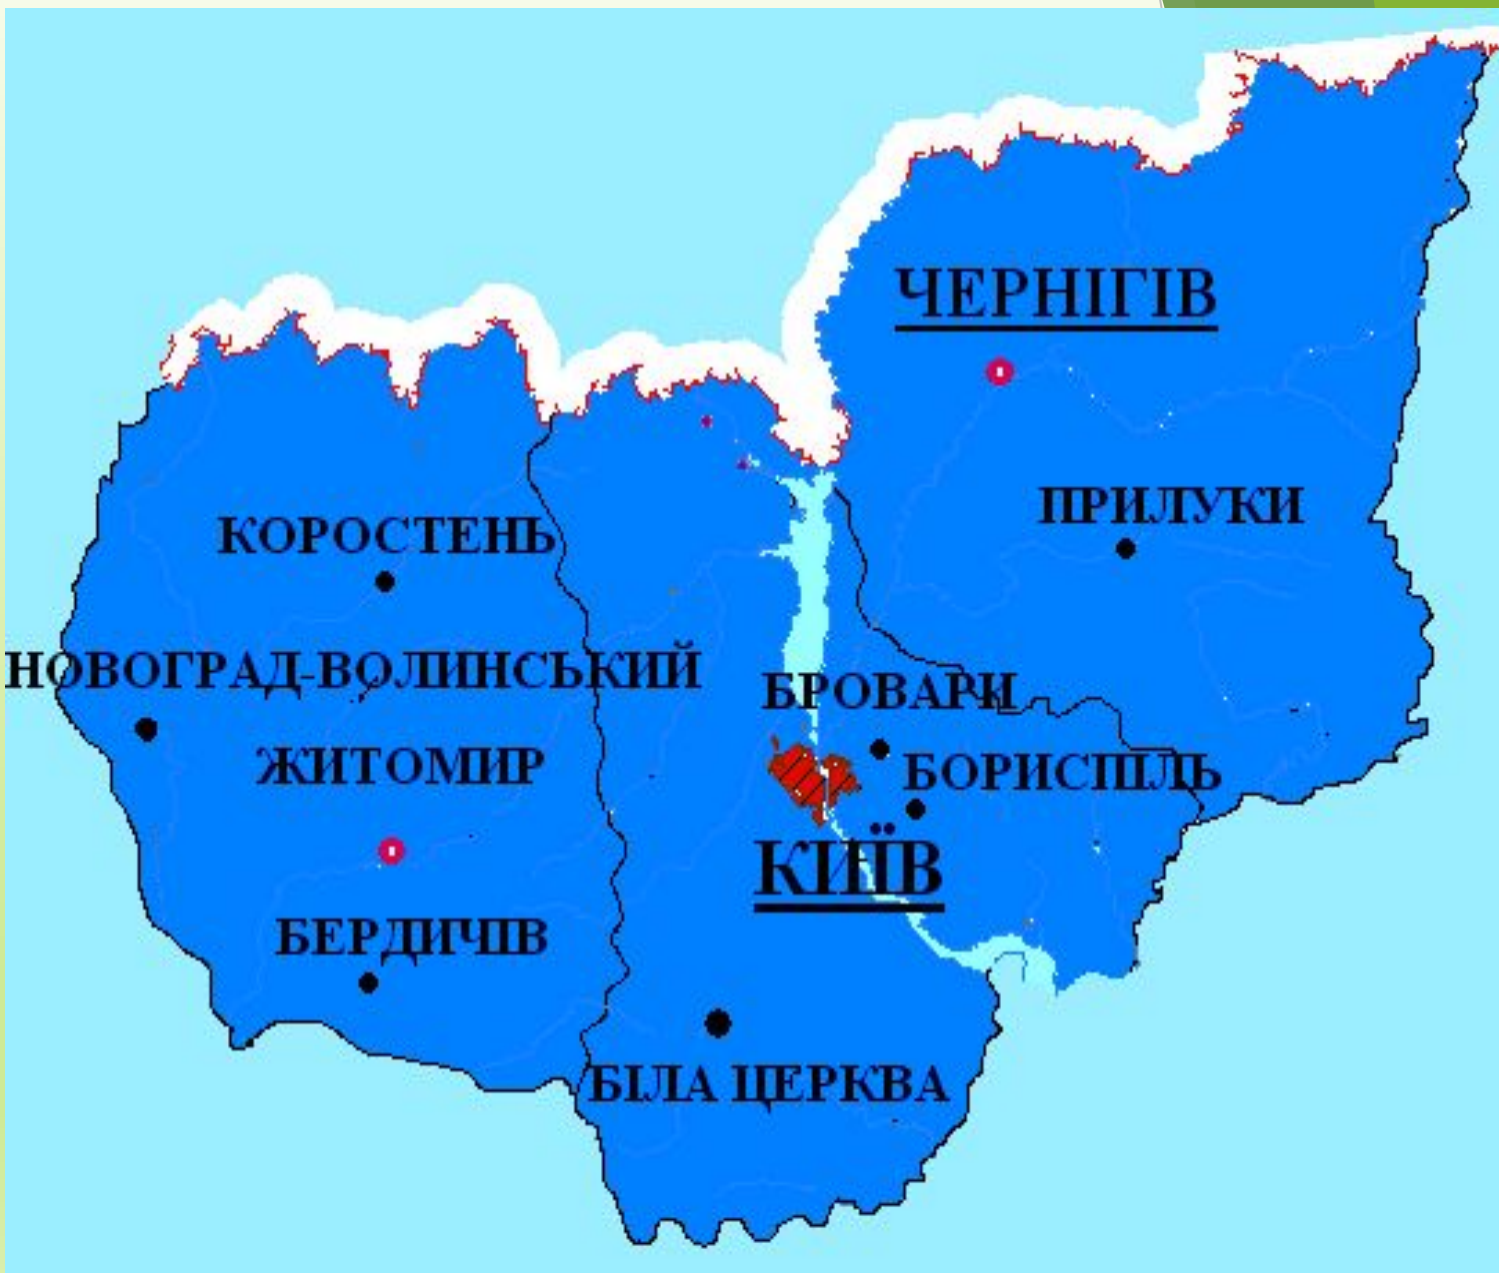 ЧЕРНІГІВ
ПРИЛУКИ
КОРОСТЕНЬ
НОВОГРАД-ВОЛИНСЬКИЙ
БРОВАРИ
ЖИТОМИР
БОРИСПІЛЬ
КИЇВ
БЕРДИЧІВ
БІЛА ЦЕРКВА